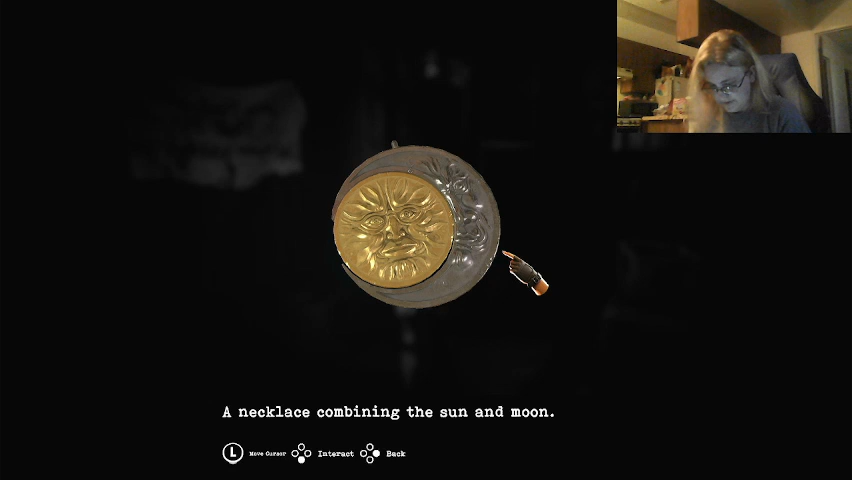 A necklace combining the sun and moon.
L Move Cursor Interact Back